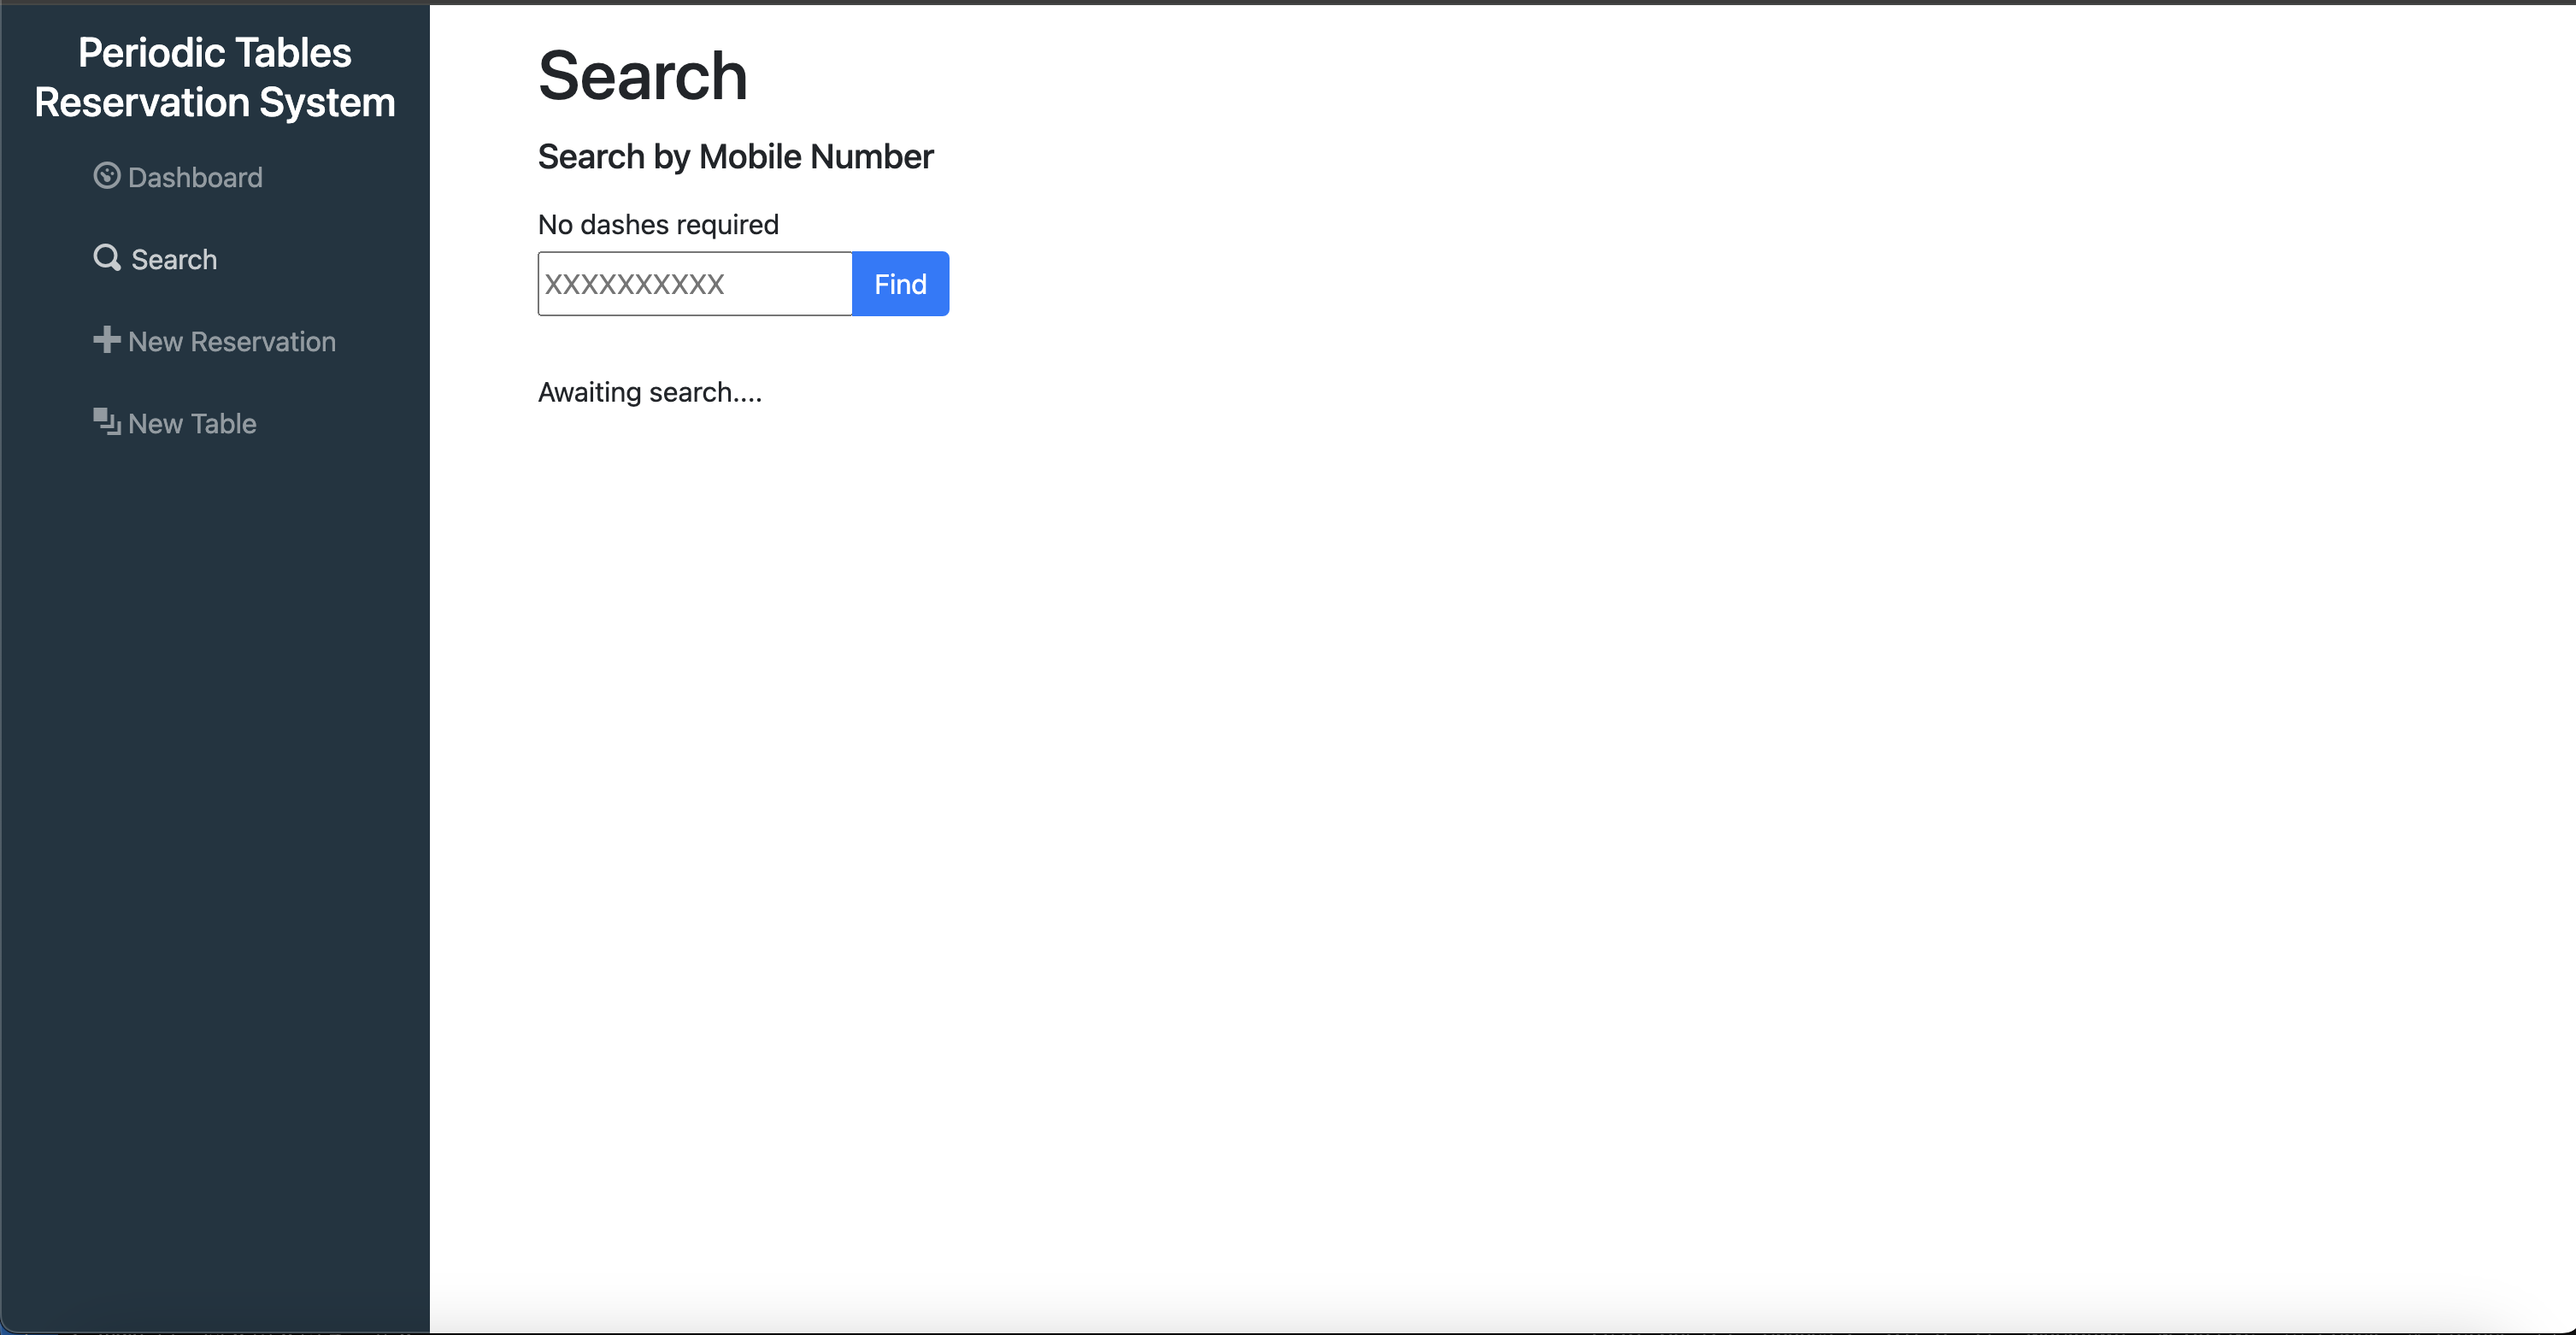 Periodic Tables
Reservation System
Dashboard
Search
New Reservation
New Table
Search
Search by Mobile Number
No dashes required
XXXXXXXXXX
Find
Awaiting search....